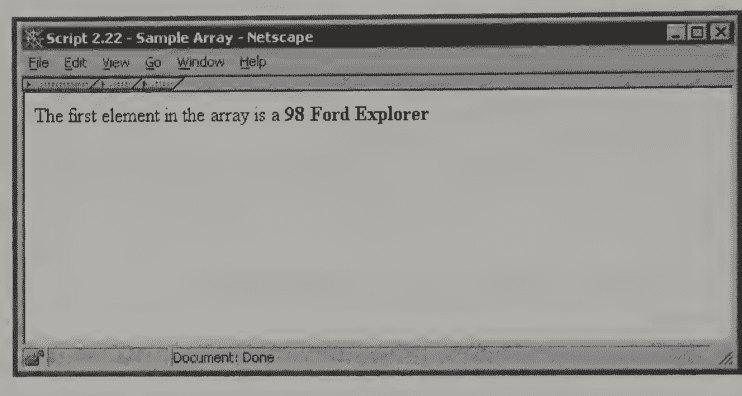 Script 2.22 - Sample Array - Netscape
File Edit View Go Window Help
The first element in the array is a 98 Ford Explorer
Document: Done